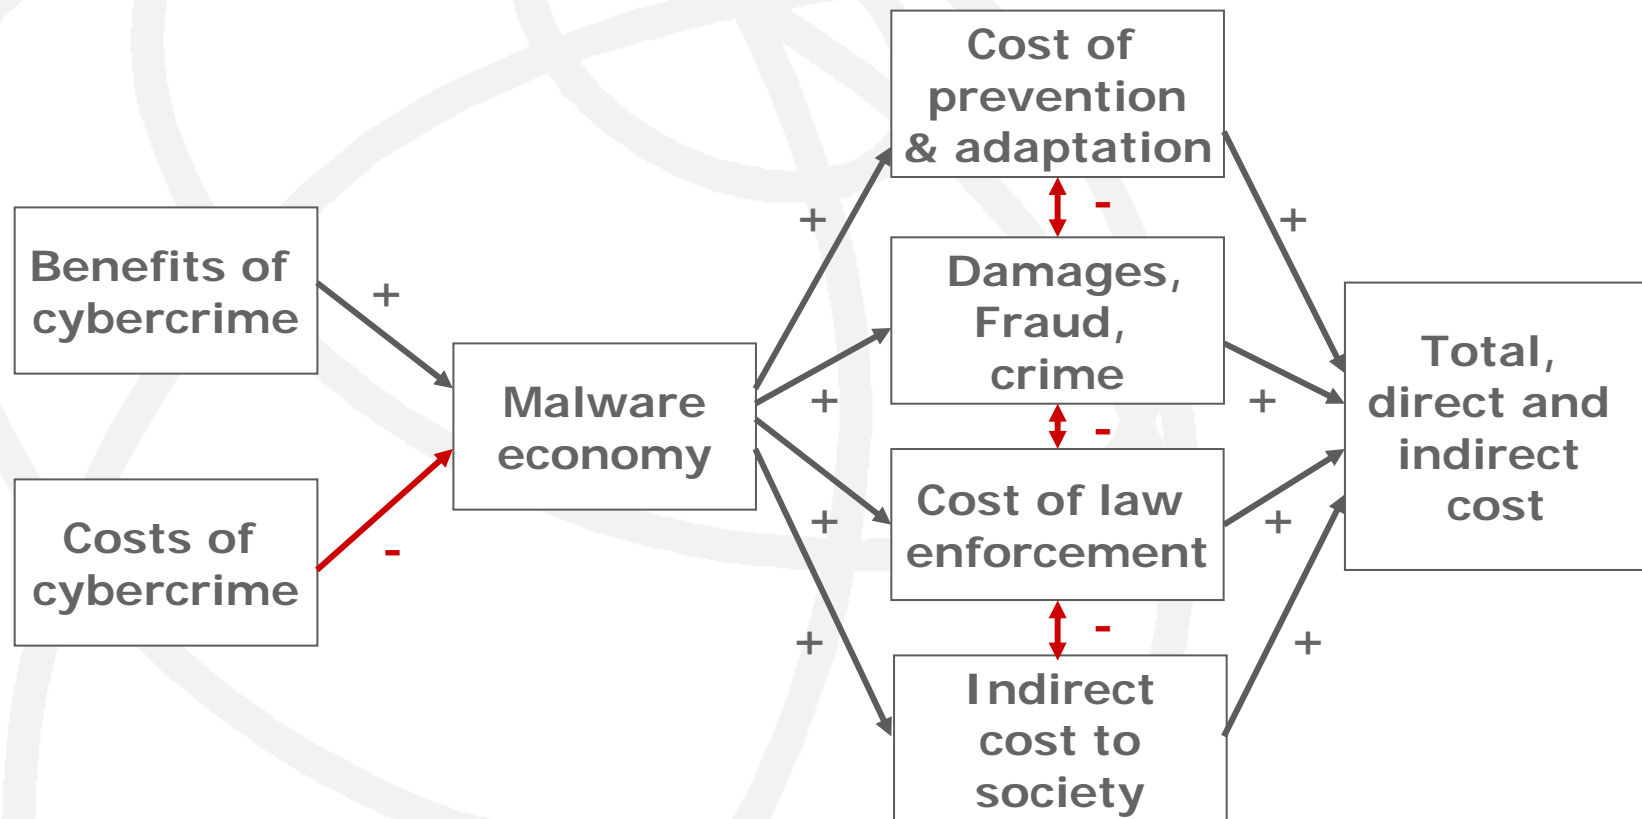 Cost of
prevention
& adaptation
+
-
+
Benefits of
cybercrime
+
Damages,
Fraud,
crime
+
-
+
Malware
economy
Total,
direct and
indirect
cost
Costs of
cybercrime
-
Cost of law
enforcement
+
-
+
+
+
Indirect
cost to
society